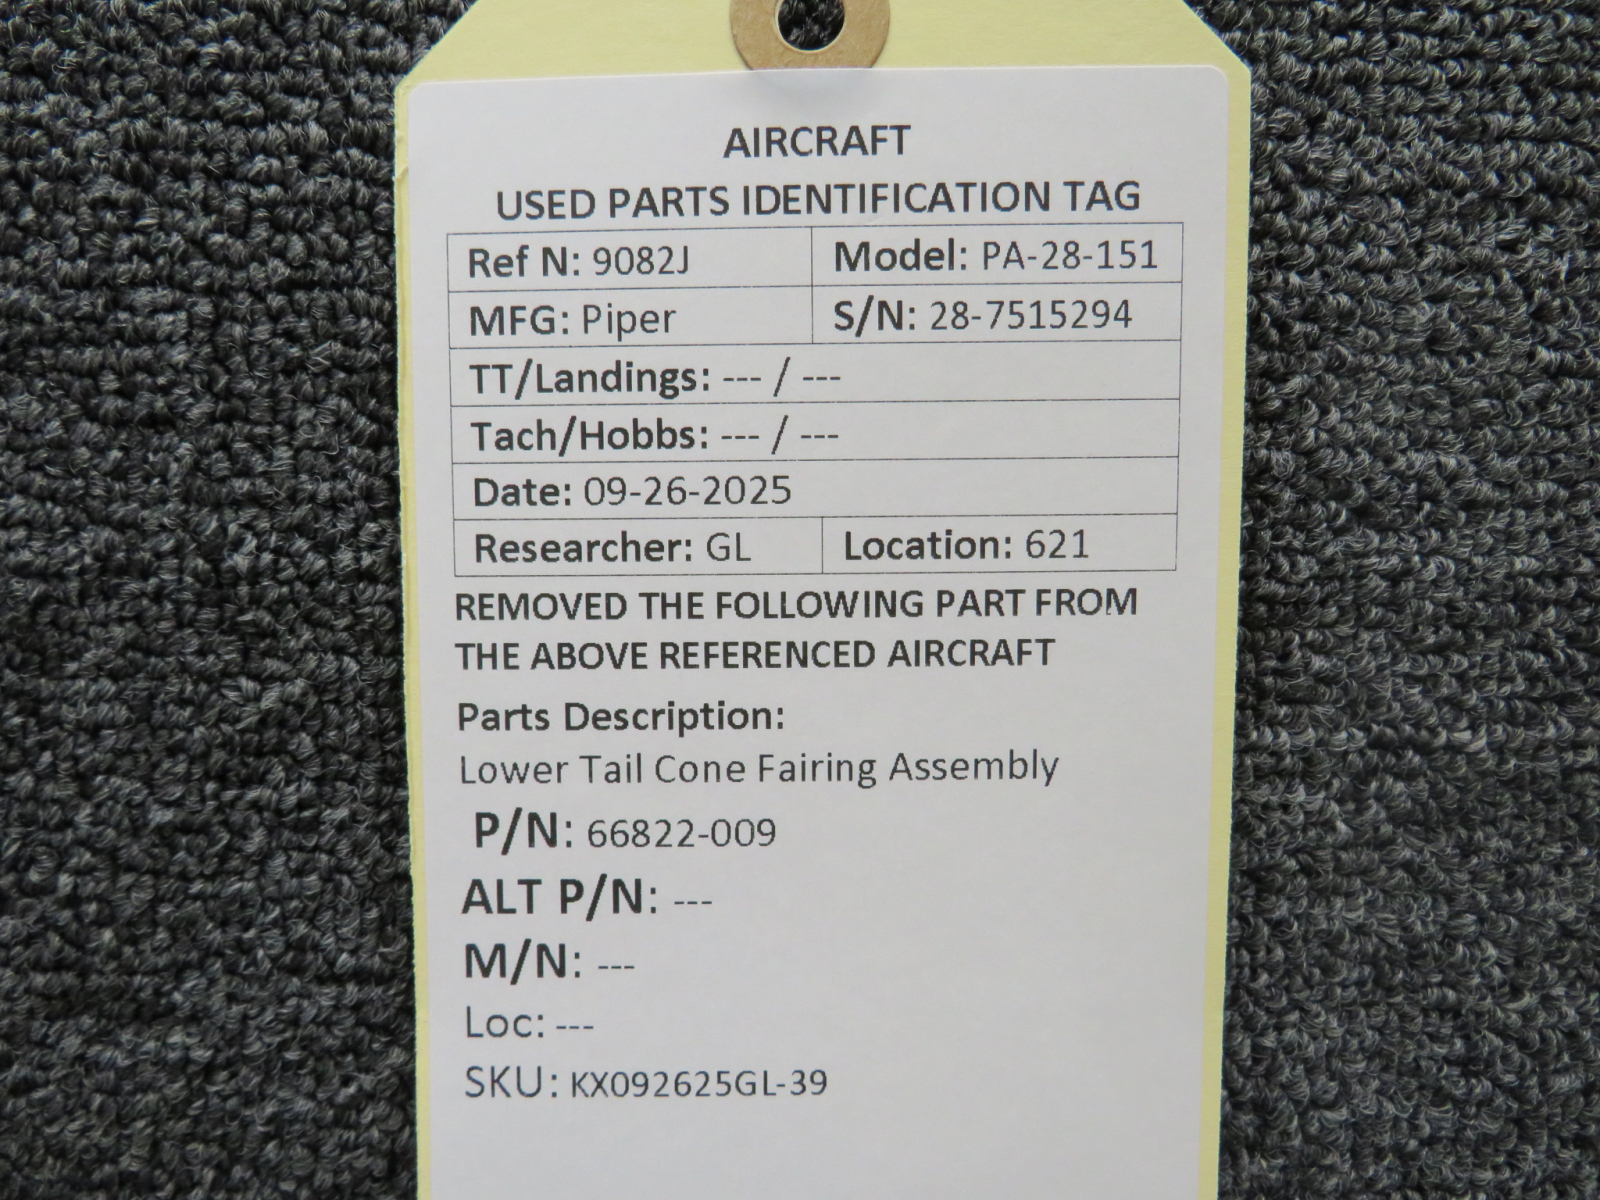 AIRCRAFT
USED PARTS IDENTIFICATION TAG
Ref N: 9082J Model: PA-28-151
MFG: Piper S/N: 28-7515294
TT/Landings: --- / ---
Tach/Hobbs: --- / ---
Date: 09-26-2025
Researcher: GL Location: 621
REMOVED THE FOLLOWING PART FROM
THE ABOVE REFERENCED AIRCRAFT
Parts Description:
Lower Tail Cone Fairing Assembly
P/N: 66822-009
ALT P/N: ---
M/N: ---
Loc: ---
SKU: KX092625GL-39